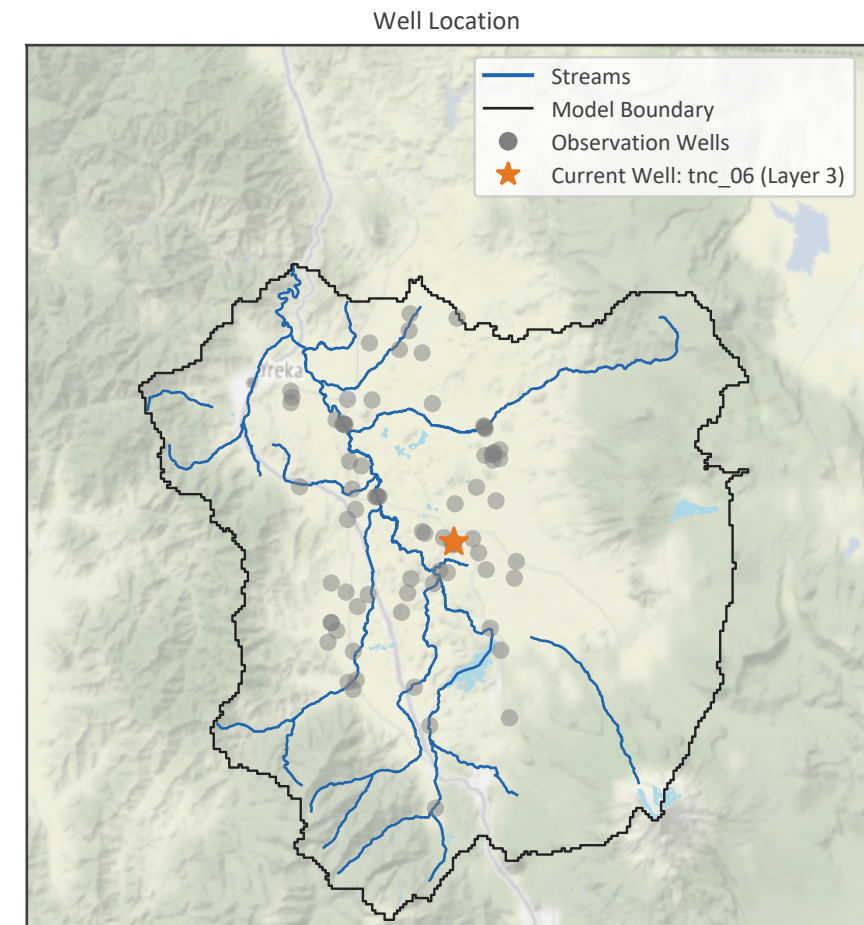 Well Location
Streams
Model Boundary
Observation Wells
Current Well: tnc_06 (Layer 3)
Yreka